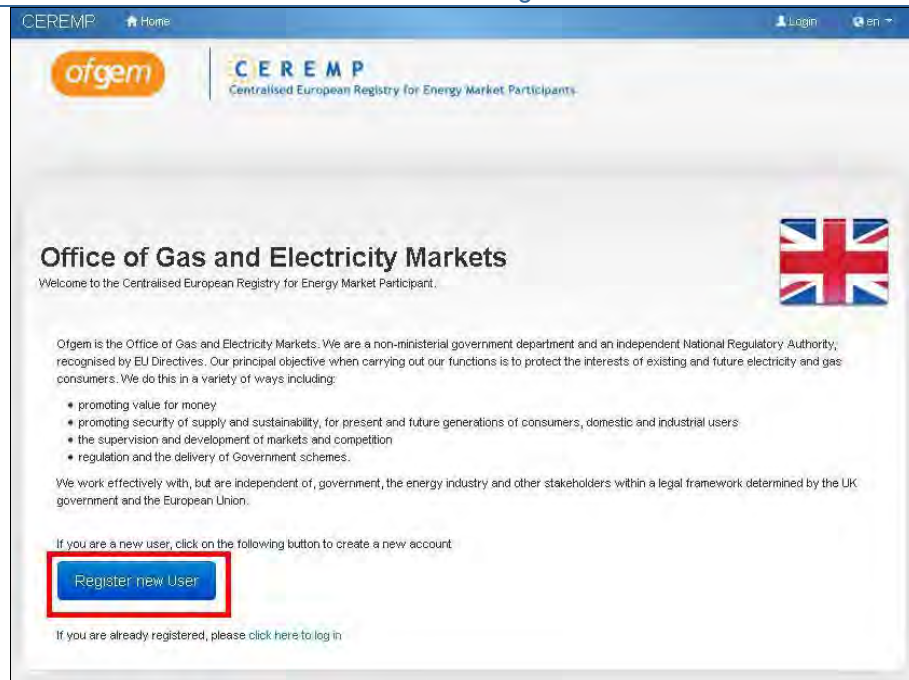 CEREMP Home Login en
ofgem
CEREMP
Centralised European Registry for Energy Market Participants
Office of Gas and Electricity Markets
Welcome to the Centralised European Registry for Energy Market Participant.
Ofgem is the Office of Gas and Electricity Markets. We are a non-ministerial government department and an independent National Regulatory Authority,
recognised by EU Directives. Our principal objective when carrying out our functions is to protect the interests of existing and future electricity and gas
consumers. We do this in a variety of ways including:
• promoting value for money
• promoting security of supply and sustainability, for present and future generations of consumers, domestic and industrial users
• the supervision and development of markets and competition
• regulation and the delivery of Government schemes.
We work effectively with, but are independent of, government, the energy industry and other stakeholders within a legal framework determined by the UK
government and the European Union.
If you are a new user, click on the following button to create a new account
Register new User
If you are already registered, please click here to log in